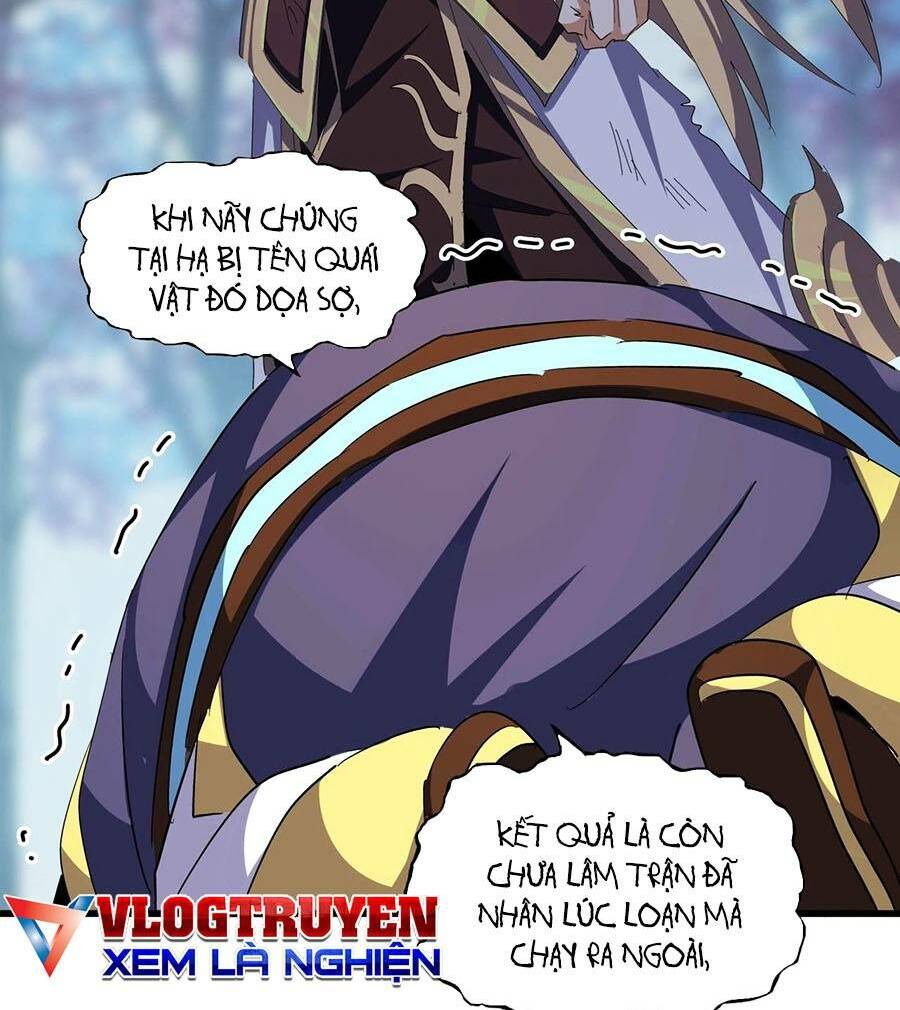 KHI NÃY CHÚNG
TẠI HẠ BỊ TÊN QUÁI
VẬT ĐÓ DỌA SỢ,
KẾT QUẢ LÀ CÒN
CHƯA LÂM TRẬN ĐÃ
NHÂN LÚC LOẠN MÀ
CHẠY RA NGOÀI,
VLOGTRUYEN
XEM LÀ NGHIỆN